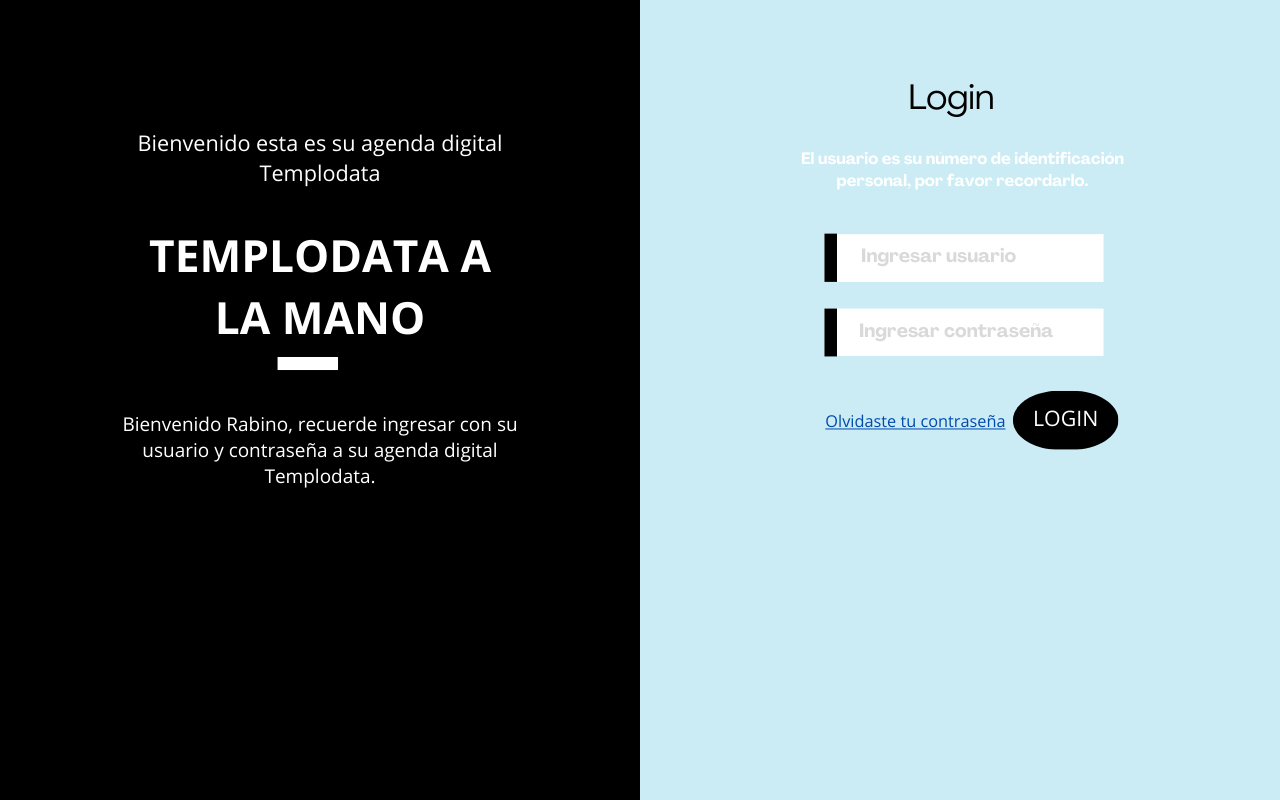 Bienvenido esta es su agenda digital
Templodata
TEMPLODATA A
LA MANO
Bienvenido Rabino, recuerde ingresar con su
usuario y contraseña a su agenda digital
Templodata.
Login
El usuario es su número de identificación
personal, por favor recordarlo.
Ingresar usuario
Ingresar contraseña
Olvidaste tu contraseña
LOGIN